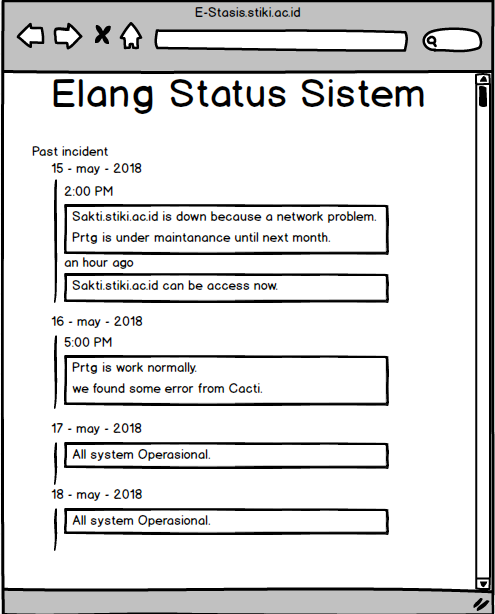 E-Stasis.stiki.ac.id
Elang Status Sistem
Past incident
15 - may - 2018
2:00 PM
Sakti.stiki.ac.id is down because a network problem.
Prtg is under maintanance until next month.
an hour ago
Sakti.stiki.ac.id can be access now.
16 - may - 2018
5:00 PM
Prtg is work normally.
we found some error from Cacti.
17 - may - 2018
All system Operasional.
18 - may - 2018
All system Operasional.